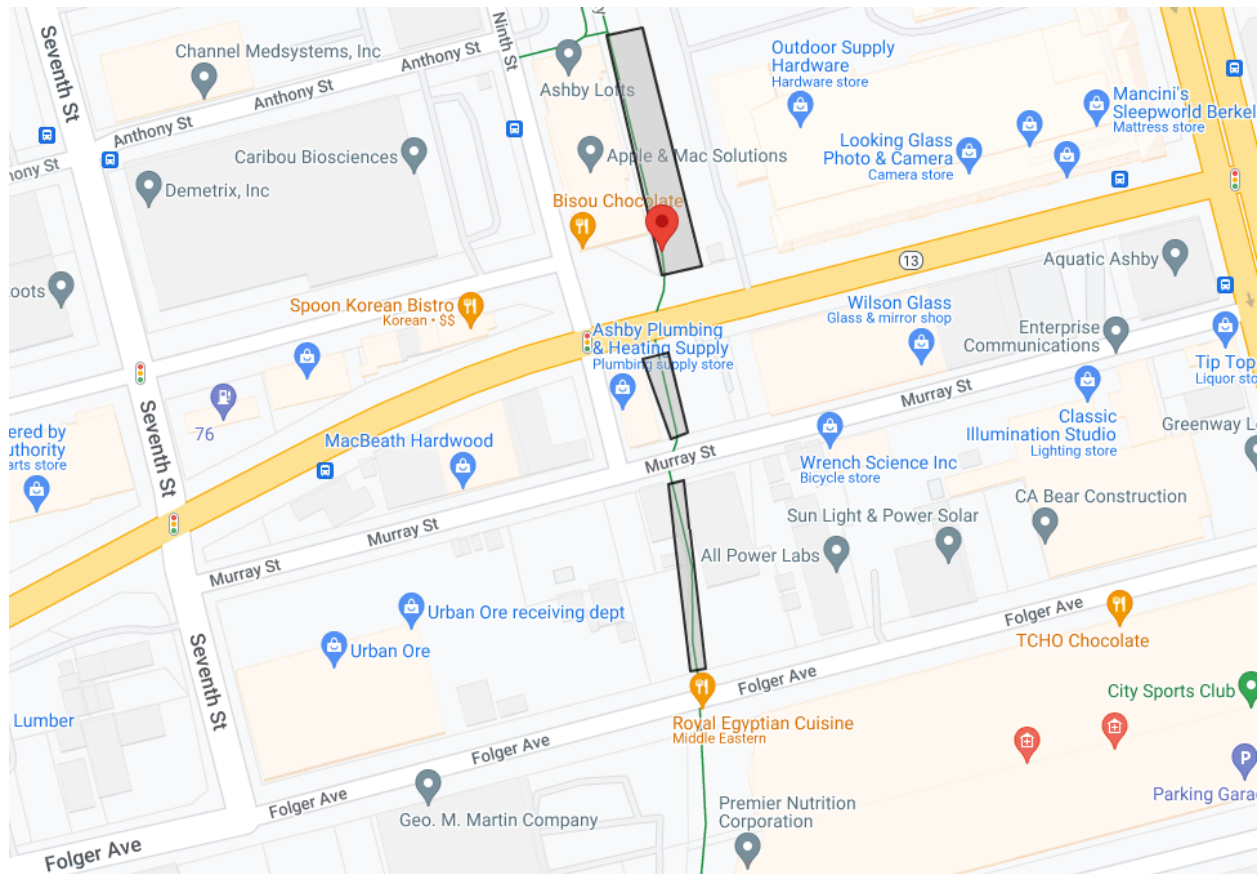 Seventh St
Channel Medsystems, Inc
Anthony St
Anthony St
Anthony St
Ninth St
Ashby Lofts
Outdoor Supply
Hardware
Hardware store
Mancini's
Sleepworld Berkel
Mattress store
Caribou Biosciences
Apple & Mac Solutions
Looking Glass
Photo & Camera
Camera store
Demetrix, Inc
Bisou Chocolate
13
Aquatic Ashby
oots
Spoon Korean Bistro
Korean • $$
Wilson Glass
Glass & mirror shop
Enterprise
Communications
Ashby Plumbing
& Heating Supply
Plumbing supply store
Tip Top
Liquor sto
76
Murray St
Seventh St
ered by
uthority
arts store
MacBeath Hardwood
Classic
Illumination Studio
Lighting store
Greenway Lo
Murray St
Wrench Science Inc
Bicycle store
CA Bear Construction
Sun Light & Power Solar
Murray St
All Power Labs
Murray St
Urban Ore receiving dept
Folger Ave
TCHO Chocolate
Urban Ore
Seventh St
Folger Ave
City Sports Club
Lumber
Royal Egyptian Cuisine
Middle Eastern
Folger Ave
P
Parking Garag
Folger Ave
Premier Nutrition
Corporation
Geo. M. Martin Company
Folger Ave